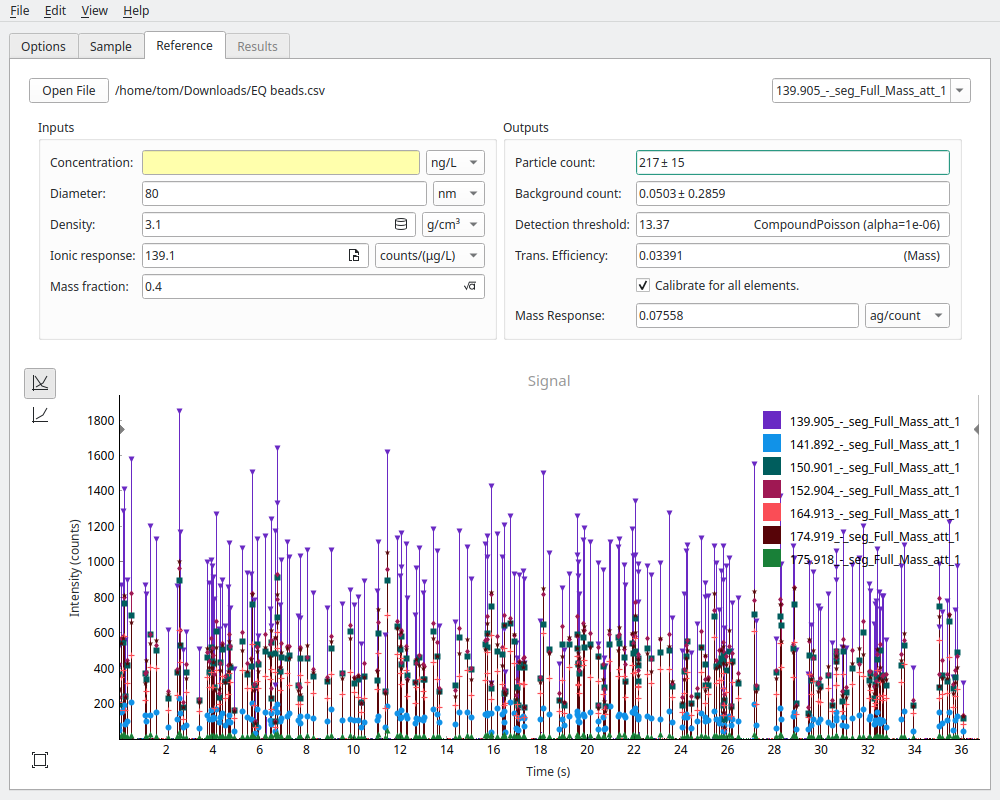 File Edit View Help
Options Sample Reference Results
Open File /home/tom/Downloads/EQ beads.csv 139.905_-_seg_Full_Mass_att_1
Inputs
Concentration: ng/L
Diameter: 80 nm
Density: 3.1 g/cm³
Ionic response: 139.1 counts/(µg/L)
Mass fraction: 0.4
Outputs
Particle count: 217 ± 15
Background count: 0.0503 ± 0.2859
Detection threshold: 13.37 CompoundPoisson (alpha=1e-06)
Trans. Efficiency: 0.03391 (Mass)
Calibrate for all elements.
Mass Response: 0.07558 ag/count
Signal
Intensity (counts)
1800
1600
1400
1200
1000
800
600
400
200
139.905_-_seg_Full_Mass_att_1
141.892_-_seg_Full_Mass_att_1
150.901_-_seg_Full_Mass_att_1
152.904_-_seg_Full_Mass_att_1
164.913_-_seg_Full_Mass_att_1
174.919_-_seg_Full_Mass_att_1
175.918_-_seg_Full_Mass_att_1
2 4 6 8 10 12 14 16 18 20 22 24 26 28 30 32 34 36
Time (s)